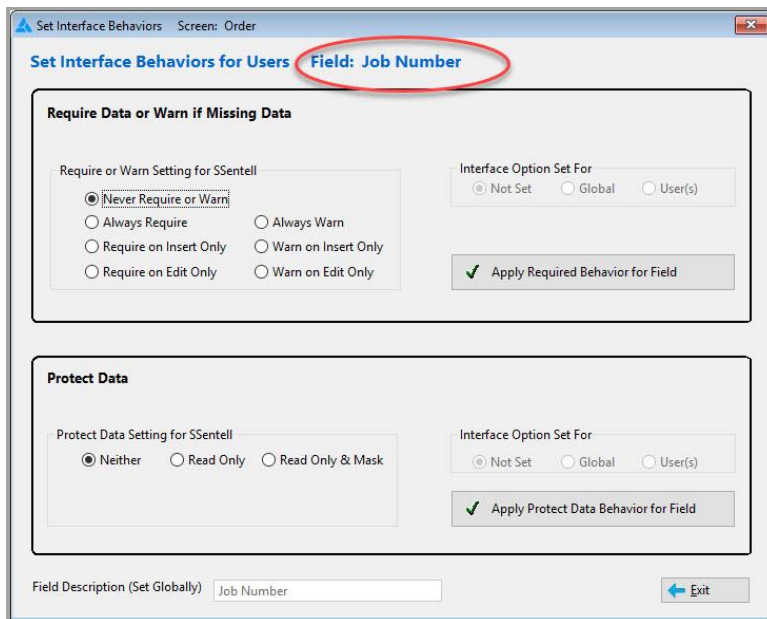 Set Interface Behaviors Screen: Order
Set Interface Behaviors for Users Field: Job Number
Require Data or Warn if Missing Data
Require or Warn Setting for SSentell
Never Require or Warn
Always Require Always Warn
Require on Insert Only Warn on Insert Only
Require on Edit Only Warn on Edit Only
Interface Option Set For
Not Set Global User(s)
Apply Required Behavior for Field
Protect Data
Protect Data Setting for SSentell
Neither Read Only Read Only & Mask
Interface Option Set For
Not Set Global User(s)
Apply Protect Data Behavior for Field
Field Description (Set Globally) Job Number
Exit